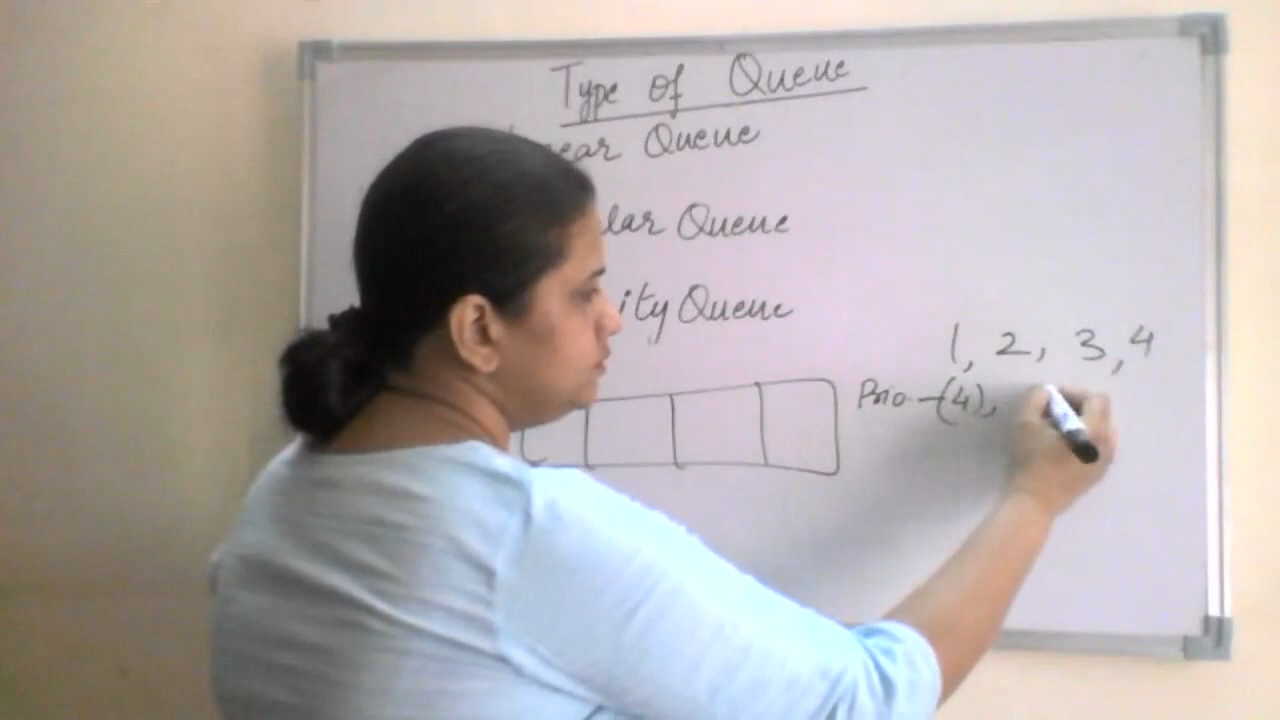 Type of Queue
Queue
Queue
Queue
1, 2, 3, 4
Prio. - (4),